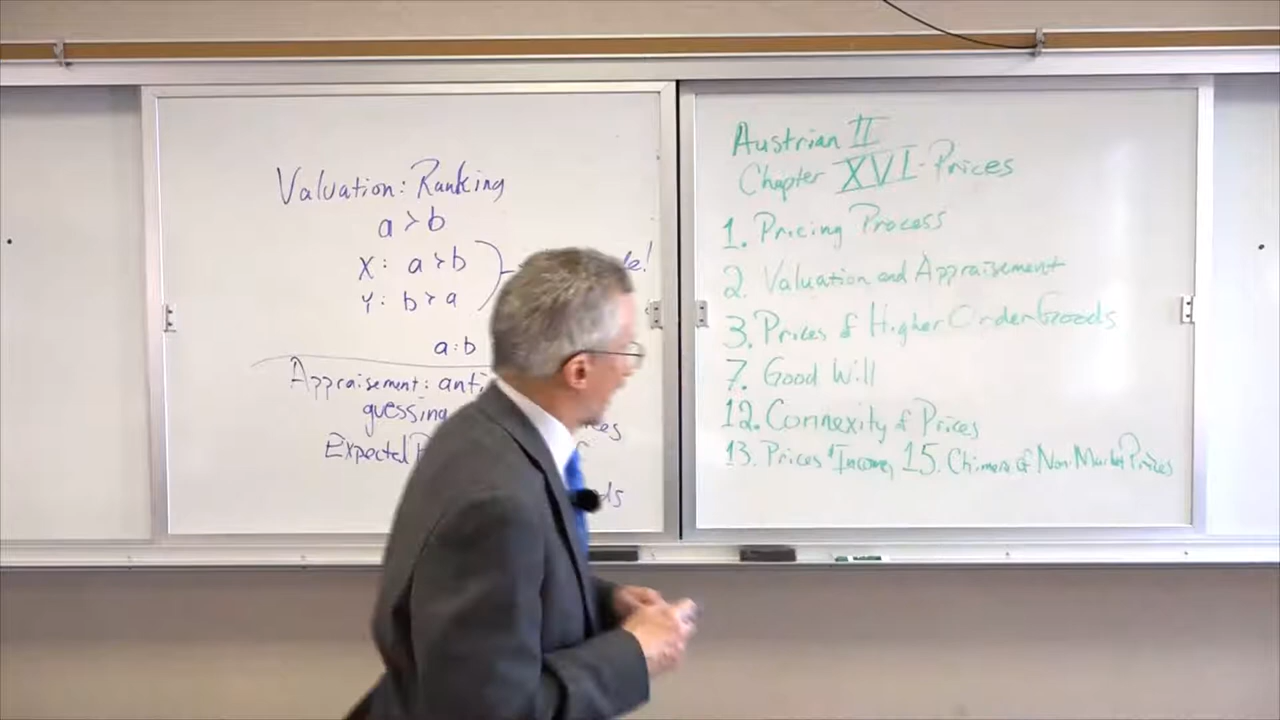 Valuation: Ranking
a > b
X: a > b
Y: b > a
a:b
Appraisement: anti
guessing
Expected P
Austrian II
Chapter XVI - Prices
1. Pricing Process
2. Valuation and Appraisement
3. Prices of Higher Order Goods
7. Good Will
12. Connexity of Prices
13. Prices + Income, 15. Chimera of Non-Market Prices